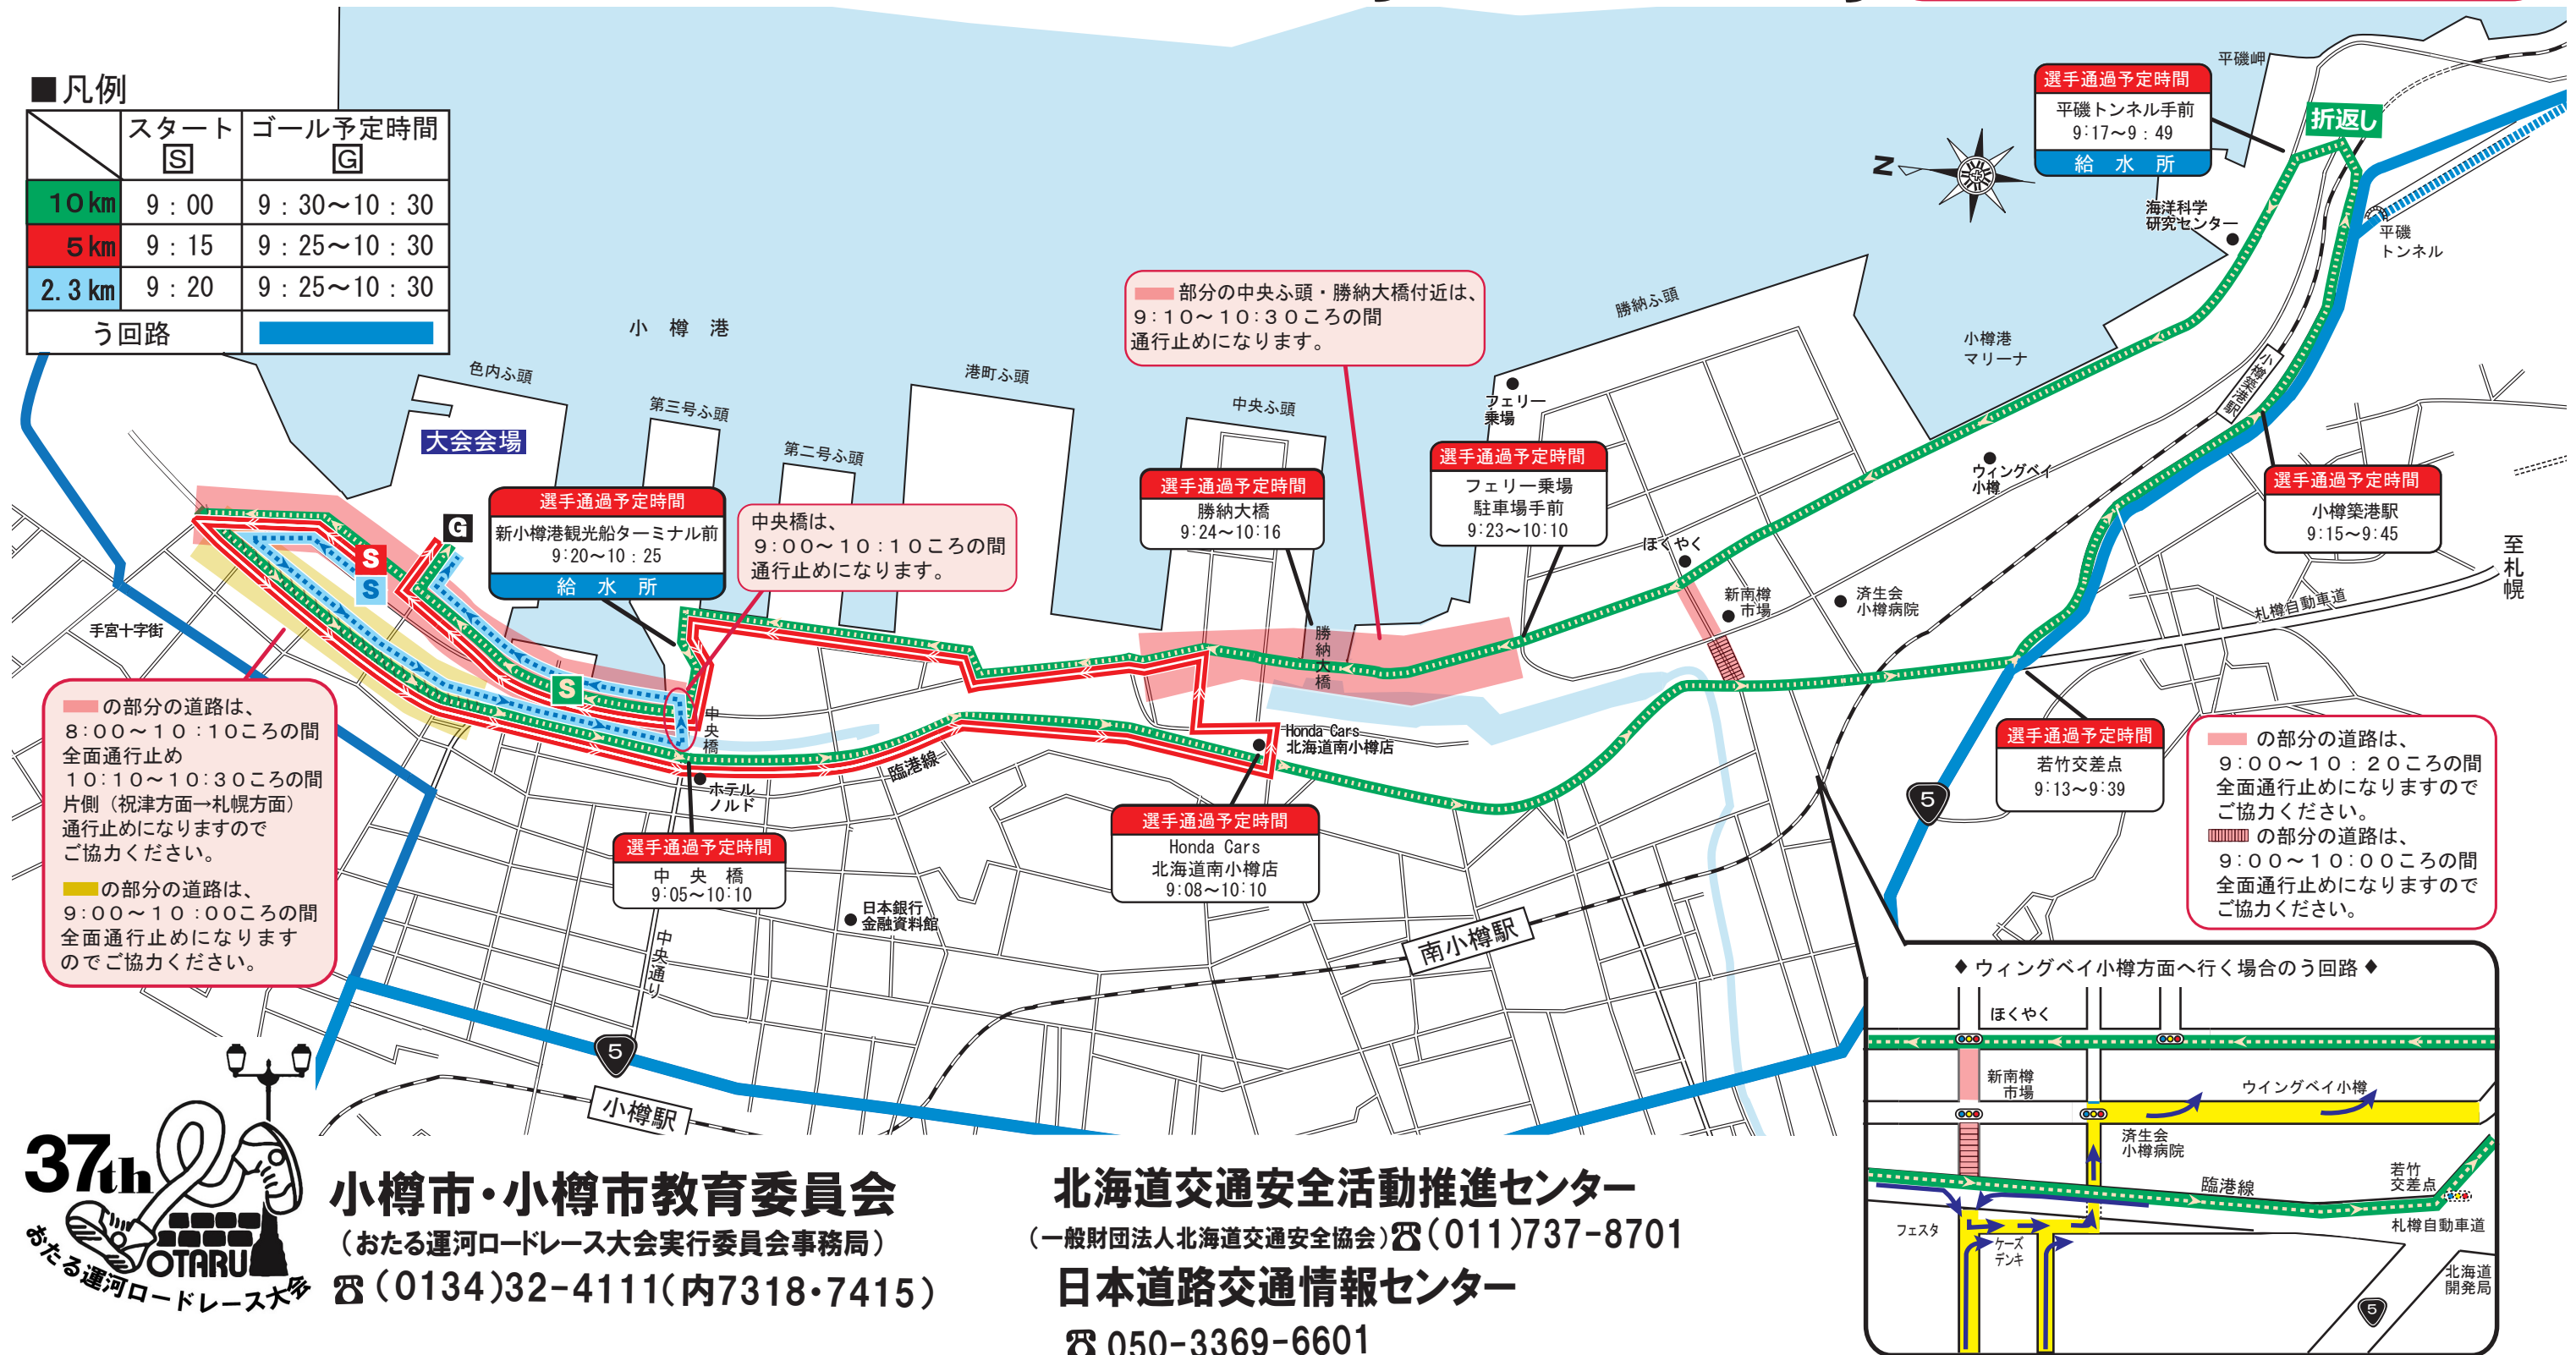 ■凡例
スタート
S
ゴール予定時間
G
10km 9:00 9:30～10:30
5km 9:15 9:25～10:30
2.3km 9:20 9:25～10:30
う回路
小樽港
色内ふ頭
大会会場
第三号ふ頭
第二号ふ頭
港町ふ頭
中央ふ頭
勝納ふ頭
小樽港
マリーナ
平磯岬
折返し
N
選手通過予定時間
平磯トンネル手前
9:17～9:49
給水所
海洋科学
研究センター
平磯
トンネル
部分の中央ふ頭・勝納大橋付近は、
9:10～10:30ころの間
通行止めになります。
フェリー
乗場
選手通過予定時間
フェリー乗場
駐車場手前
9:23～10:10
選手通過予定時間
勝納大橋
9:24～10:16
選手通過予定時間
新小樽港観光船ターミナル前
9:20～10:25
給水所
中央橋は、
9:00～10:10ころの間
通行止めになります。
G
S
S
S
手宮十字街
中央橋
勝納大橋
ほくやく
新南樽
市場
済生会
小樽病院
ウィングベイ
小樽
小樽築港駅
選手通過予定時間
小樽築港駅
9:15～9:45
至札幌
札樽自動車道
の部分の道路は、
8:00～10:10ころの間
全面通行止め
10:10～10:30ころの間
片側（祝津方面→札幌方面）
通行止めになりますので
ご協力ください。
の部分の道路は、
9:00～10:00ころの間
全面通行止めになります
のでご協力ください。
ホテル
ノルド
臨港線
Honda Cars
北海道南小樽店
選手通過予定時間
中央橋
9:05～10:10
選手通過予定時間
Honda Cars
北海道南小樽店
9:08～10:10
選手通過予定時間
若竹交差点
9:13～9:39
5
の部分の道路は、
9:00～10:20ころの間
全面通行止めになりますので
ご協力ください。
の部分の道路は、
9:00～10:00ころの間
全面通行止めになりますので
ご協力ください。
日本銀行
金融資料館
中央通り
南小樽駅
5
小樽駅
♦ウィングベイ小樽方面へ行く場合のう回路♦
ほくやく
新南樽
市場
ウイングベイ小樽
済生会
小樽病院
若竹
交差点
臨港線
札樽自動車道
フェスタ
ケーズ
デンキ
北海道
開発局
5
37th
OTARU
おたる運河ロードレース大会
小樽市・小樽市教育委員会
（おたる運河ロードレース大会実行委員会事務局）
☎(0134)32-4111(内7318・7415)
北海道交通安全活動推進センター
(一般財団法人北海道交通安全協会)☎(011)737-8701
日本道路交通情報センター
☎050-3369-6601